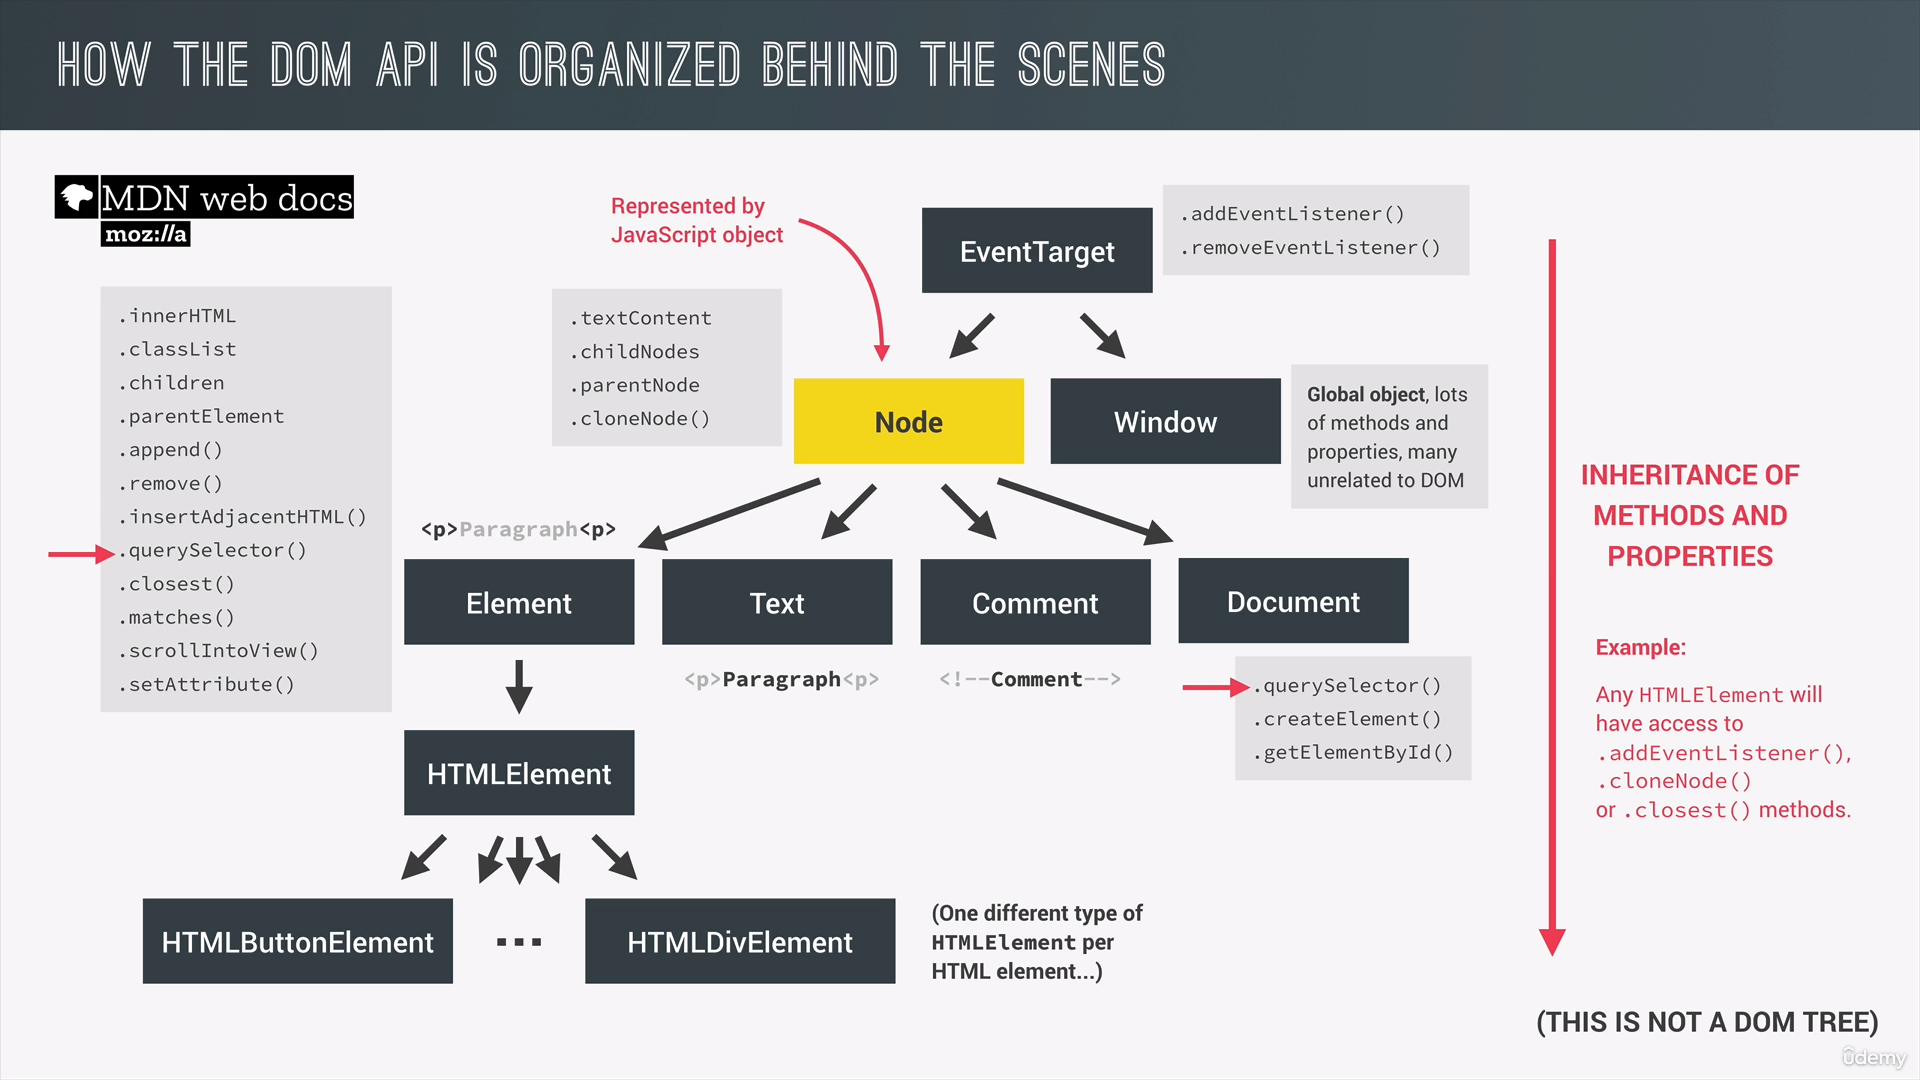 HOW THE DOM API IS ORGANIZED BEHIND THE SCENES
MDN web docs
moz://a
Represented by
JavaScript object
EventTarget
.addEventListener()
.removeEventListener()
.innerHTML
.classList
.children
.parentElement
.append()
.remove()
.insertAdjacentHTML()
.querySelector()
.closest()
.matches()
.scrollIntoView()
.setAttribute()
.textContent
.childNodes
.parentNode
.cloneNode()
Node
Window
Global object, lots
of methods and
properties, many
unrelated to DOM
<p>Paragraph<p>
Element
Text
Comment
Document
<p>Paragraph<p>
<!--Comment-->
.querySelector()
.createElement()
.getElementById()
HTMLElement
HTMLButtonElement
...
HTMLDivElement
(One different type of
HTMLElement per
HTML element...)
INHERITANCE OF
METHODS AND
PROPERTIES
Example:
Any HTMLElement will
have access to
.addEventListener(),
.cloneNode()
or .closest() methods.
(THIS IS NOT A DOM TREE)
ûdemy